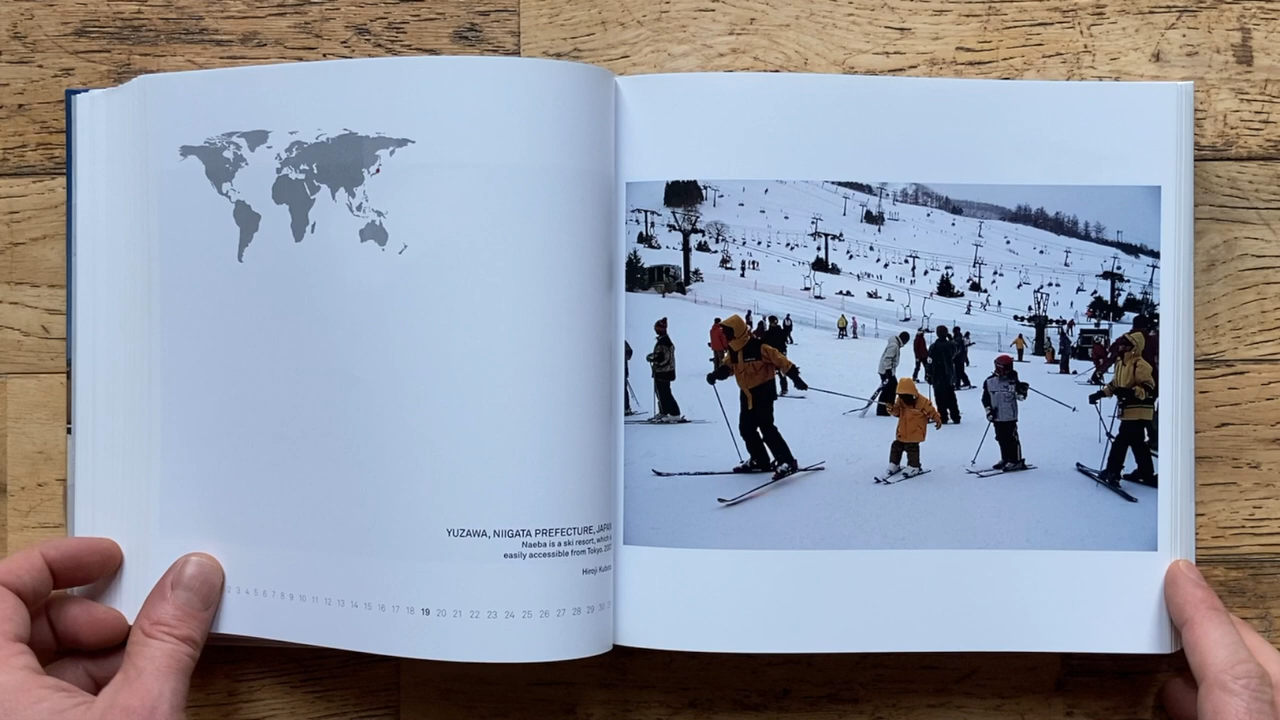 YUZAWA, NIIGATA PREFECTURE, JAPAN
Naeba is a ski resort, which is
easily accessible from Tokyo.
Hiroji
2 3 4 5 6 7 8 9 10 11 12 13 14 15 16 17 18 19 20 21 22 23 24 25 26 27 28 29 30